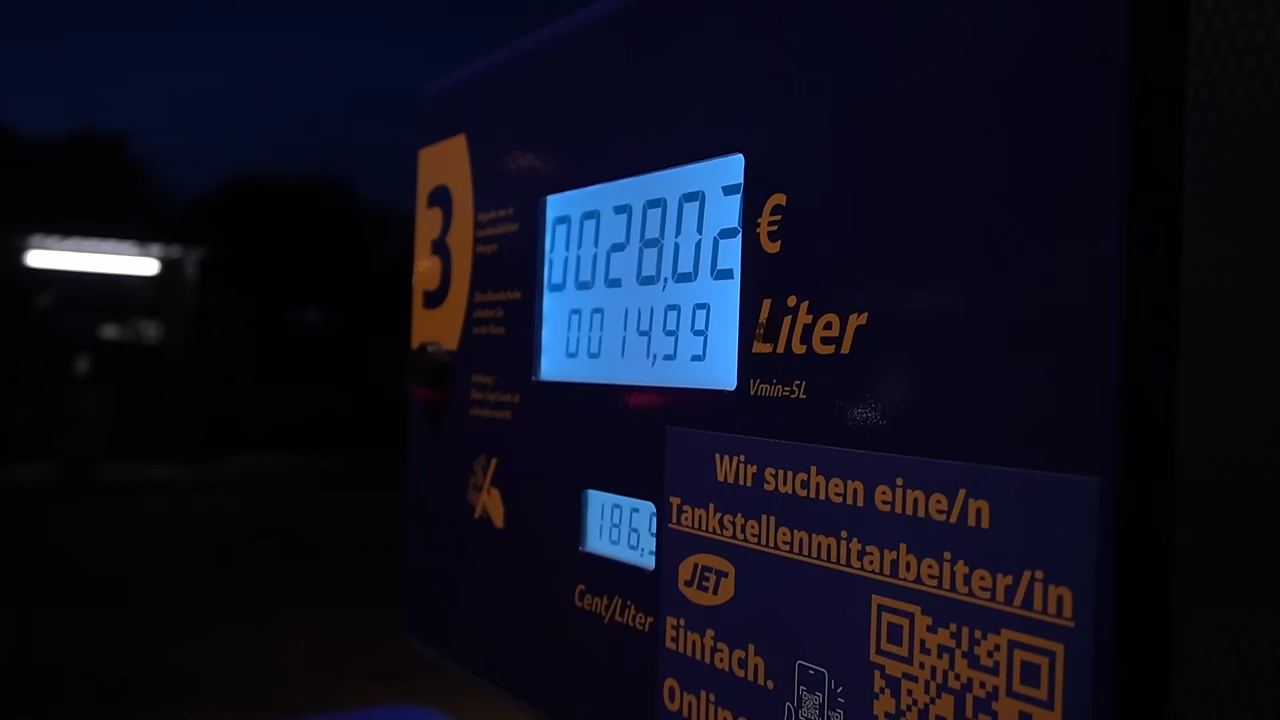 3
0028,02 €
0014,99 Liter
Vmin=5L
186,9
Cent/Liter
Wir suchen eine/n
Tankstellenmitarbeiter/in
JET
Einfach.
Online